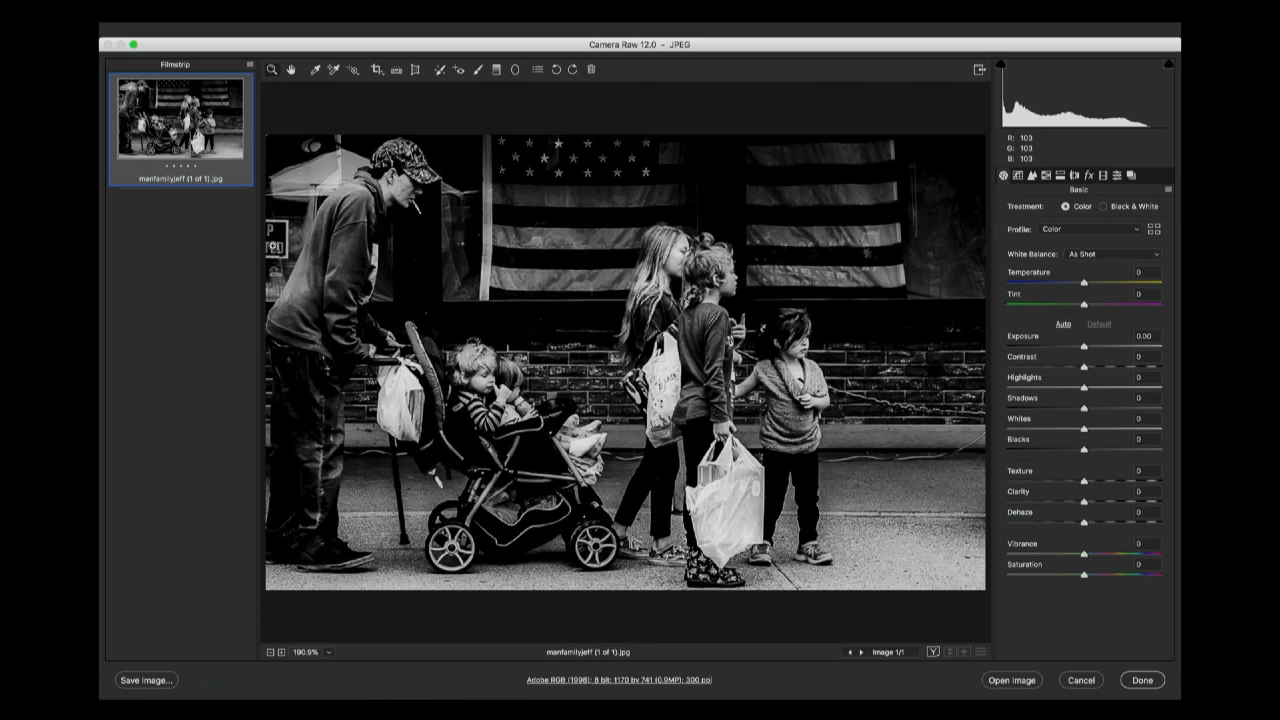 Camera Raw 12.0 - JPEG
Filmstrip
manfamilyjeff (1 of 1).jpg
R: 103
G: 103
B: 103
fx
Basic
Treatment: Color Black & White
Profile: Color
White Balance: As Shot
Temperature 0
Tint 0
Auto Default
Exposure 0.00
Contrast 0
Highlights 0
Shadows 0
Whites 0
Blacks 0
Texture 0
Clarity 0
Dehaze 0
Vibrance 0
Saturation 0
190.9% manfamilyjeff (1 of 1).jpg Image 1/1 Y
Save Image... Adobe RGB (1998); 8 bit; 1170 by 741 (0.9MP); 300 ppi Open Image Cancel Done